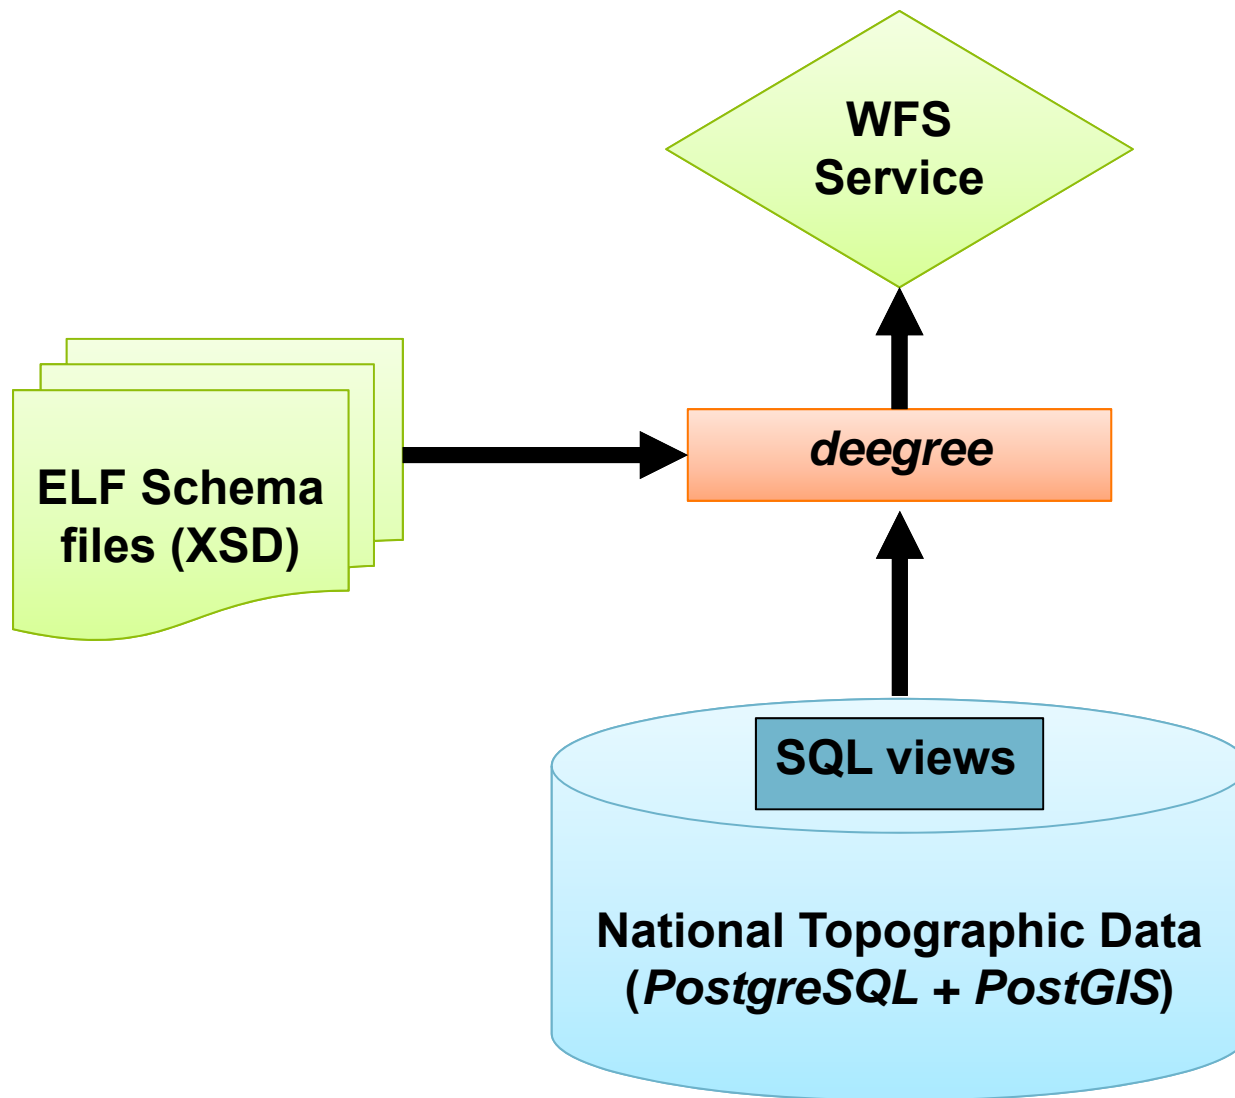 WFS
Service
deegree
ELF Schema
files (XSD)
SQL views
National Topographic Data
(PostgreSQL + PostGIS)